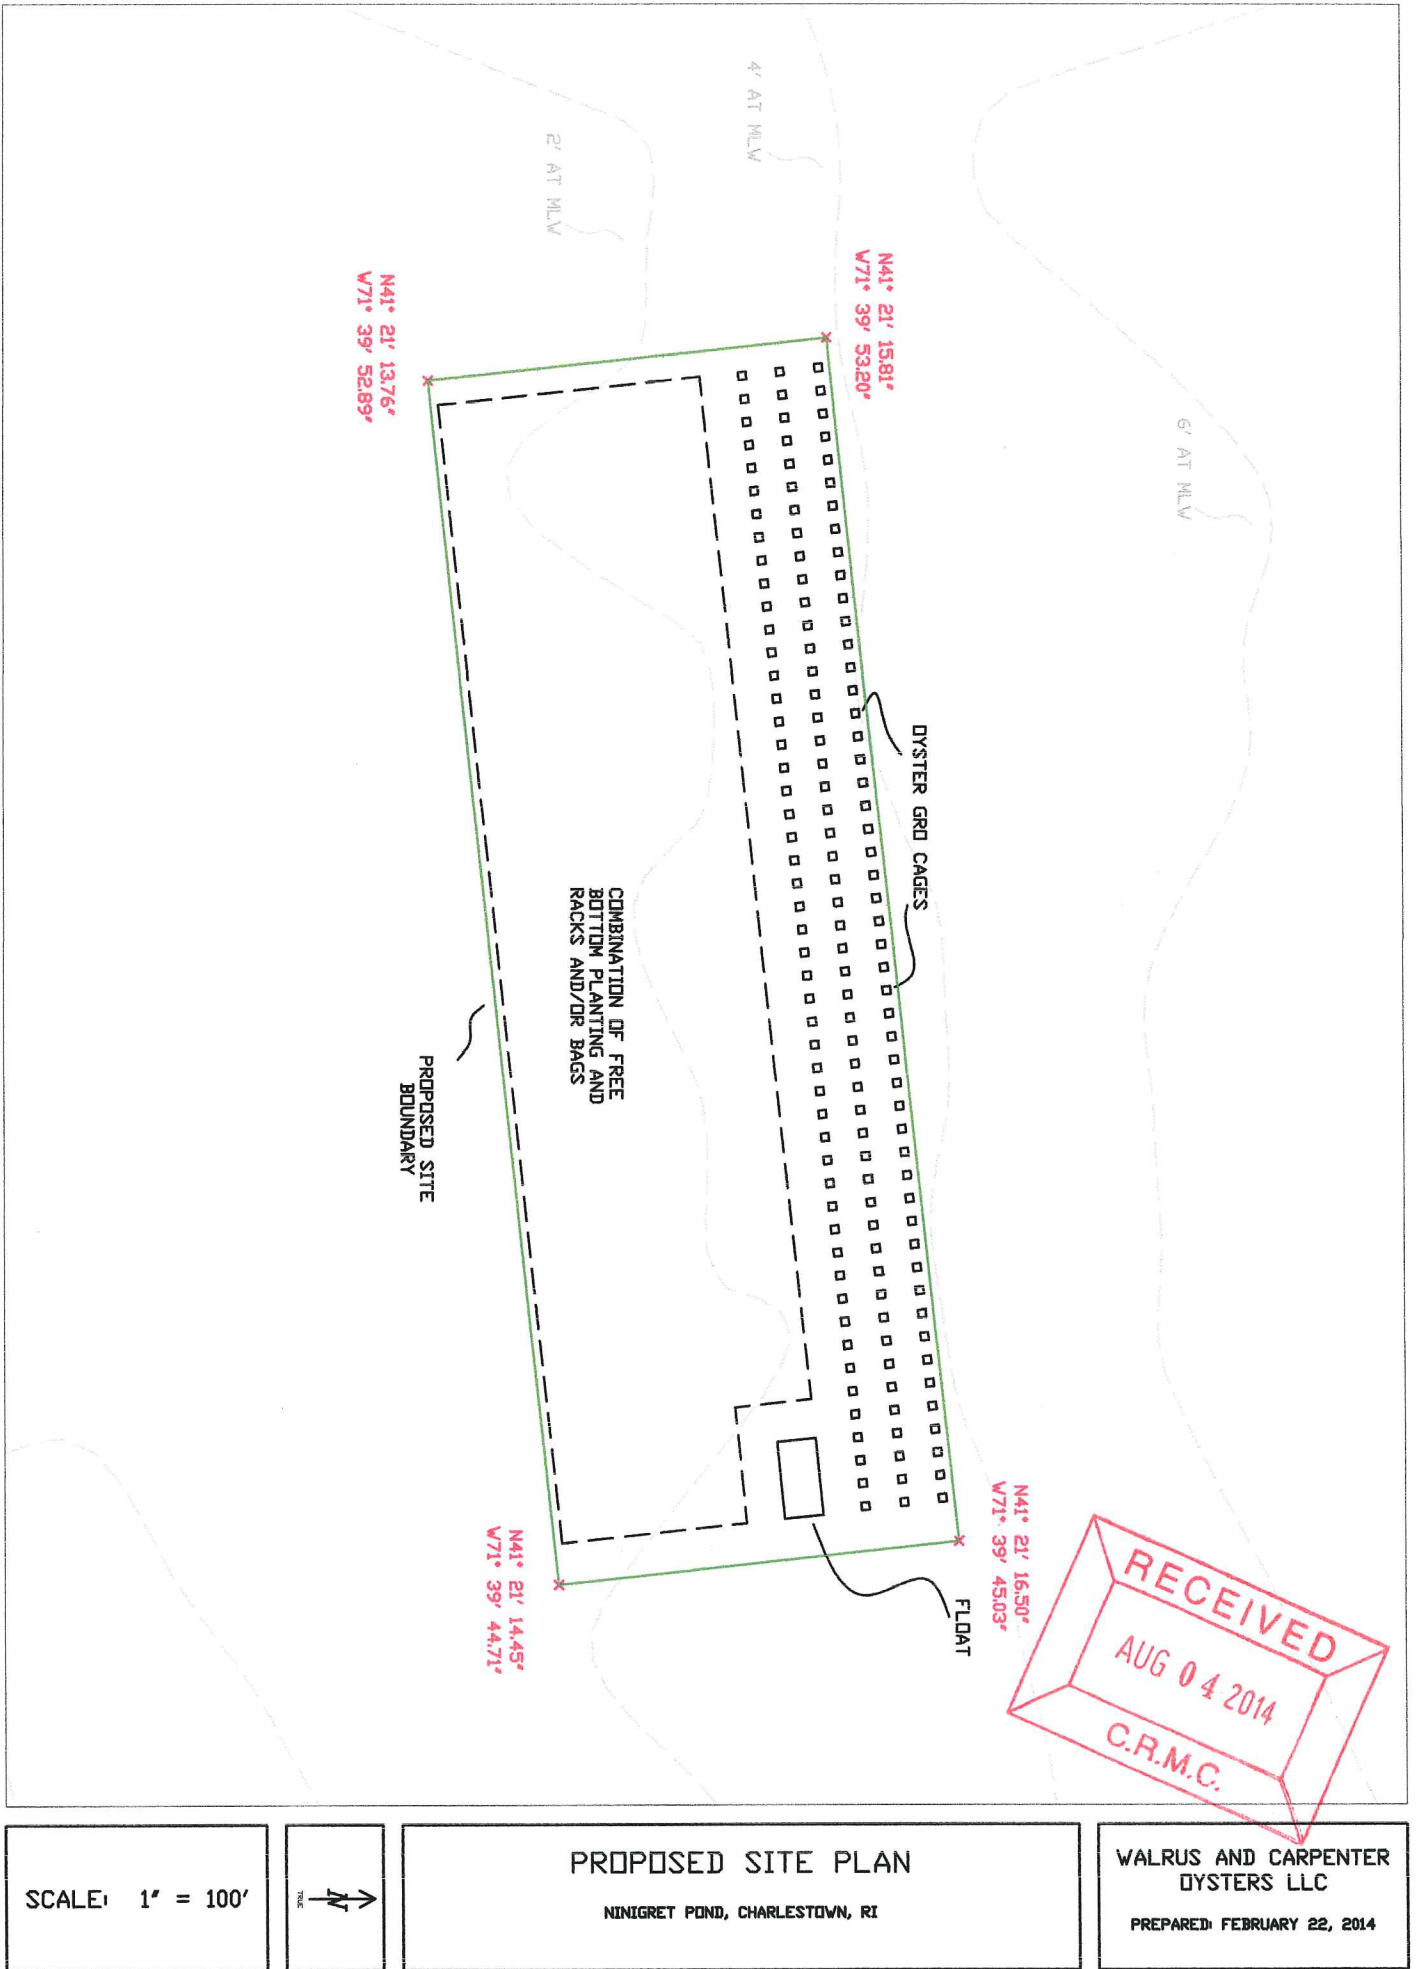 4' AT MLW
2' AT MLW
6' AT MLW
N41° 21' 15.81"
W71° 39' 53.20"
N41° 21' 13.76"
W71° 39' 52.89"
OYSTER GRO CAGES
COMBINATION OF FREE
BOTTOM PLANTING AND
RACKS AND/OR BAGS
PROPOSED SITE
BOUNDARY
N41° 21' 16.50"
W71° 39' 45.03"
N41° 21' 14.45"
W71° 39' 44.71"
FLOAT
RECEIVED
AUG 04 2014
C.R.M.C.
SCALE: 1" = 100'
TRUE
N
PROPOSED SITE PLAN
NINIGRET POND, CHARLESTOWN, RI
WALRUS AND CARPENTER
OYSTERS LLC
PREPARED: FEBRUARY 22, 2014